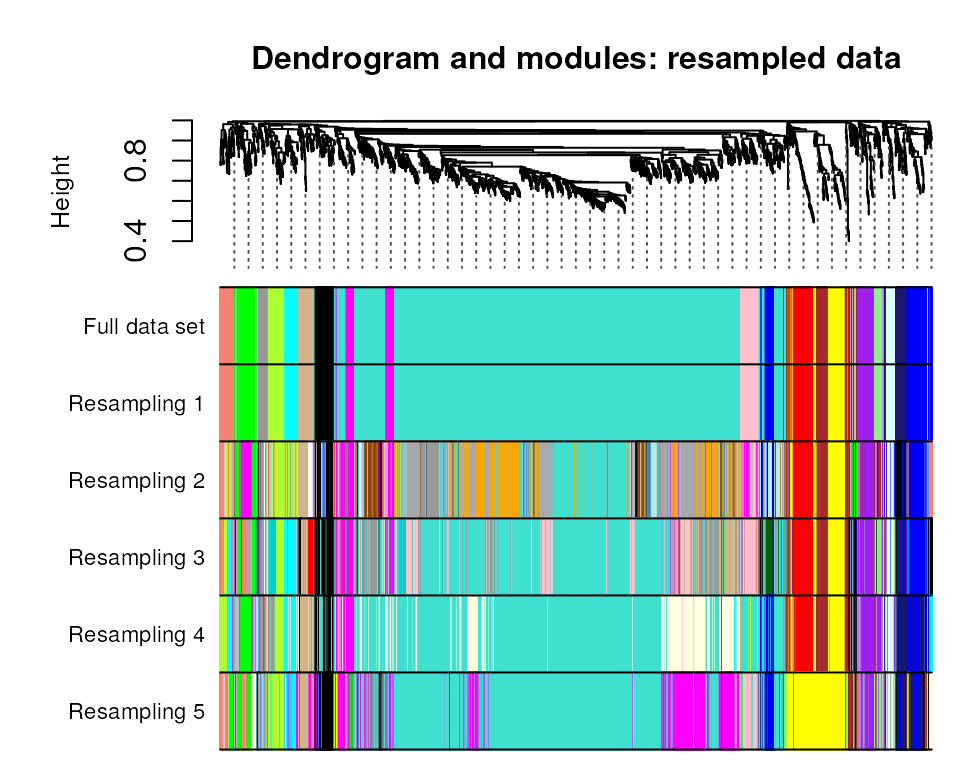 Dendrogram and modules: resampled data
Height
0.8
0.4
Full data set
Resampling 1
Resampling 2
Resampling 3
Resampling 4
Resampling 5